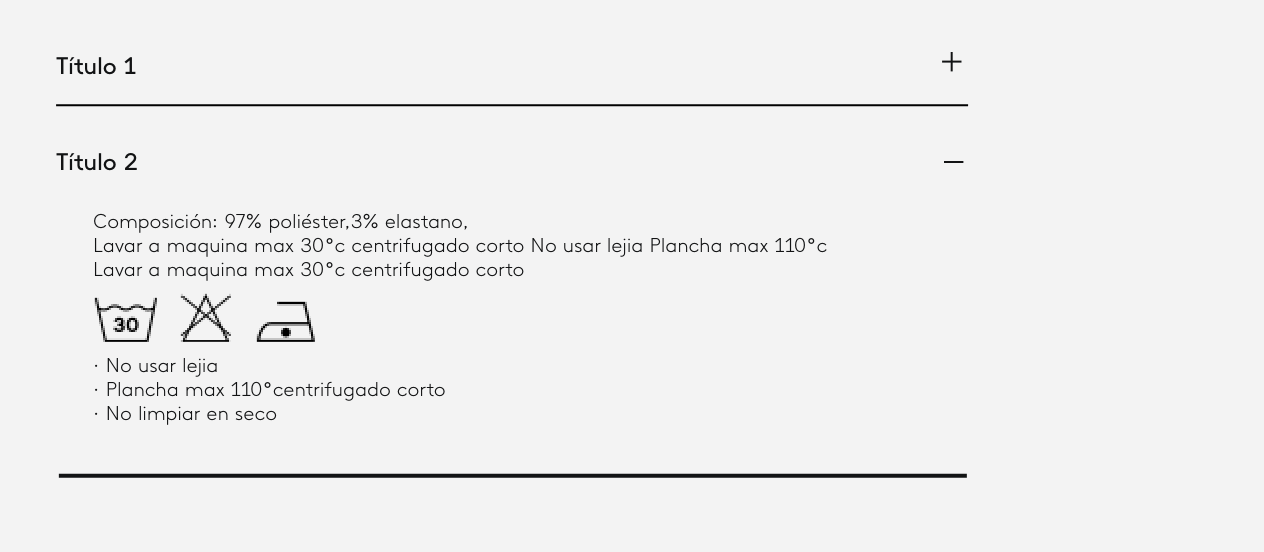 Título 1
Título 2
Composición: 97% poliéster,3% elastano,
Lavar a maquina max 30°c centrifugado corto No usar lejia Plancha max 110°c
Lavar a maquina max 30°c centrifugado corto
30
· No usar lejia
· Plancha max 110°centrifugado corto
· No limpiar en seco